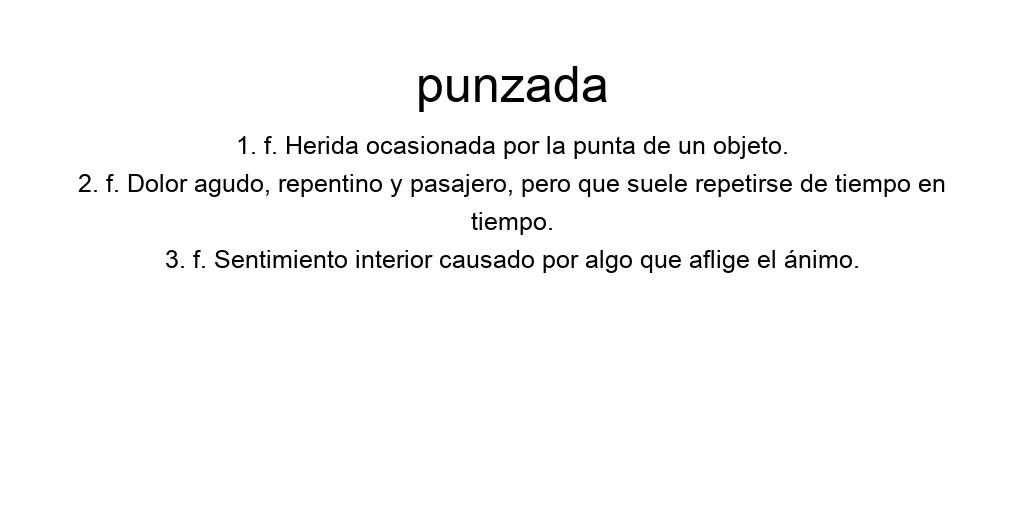 punzada
1. f. Herida ocasionada por la punta de un objeto.
2. f. Dolor agudo, repentino y pasajero, pero que suele repetirse de tiempo en
tiempo.
3. f. Sentimiento interior causado por algo que aflige el ánimo.